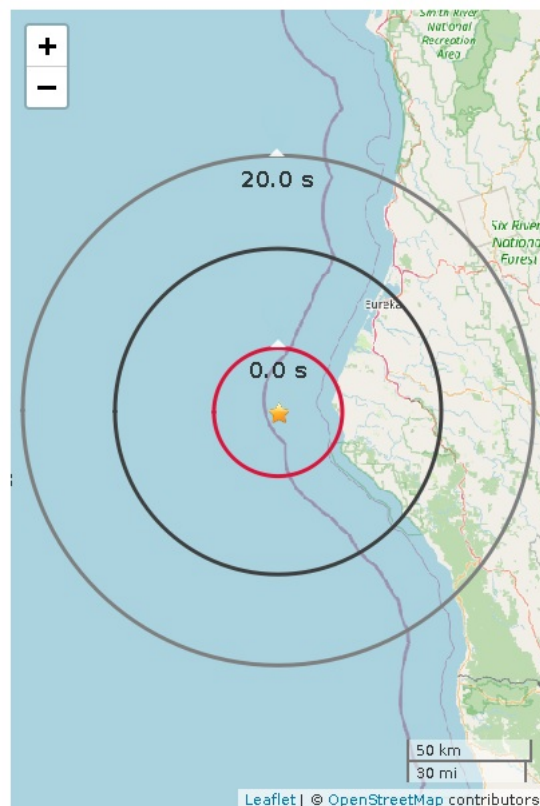 +
Smith River
National
Recreation
Area
−
20.0 s
Six River
National
Forest
Eureka
0.0 s
50 km
30 mi
Leaflet | © OpenStreetMap contributors